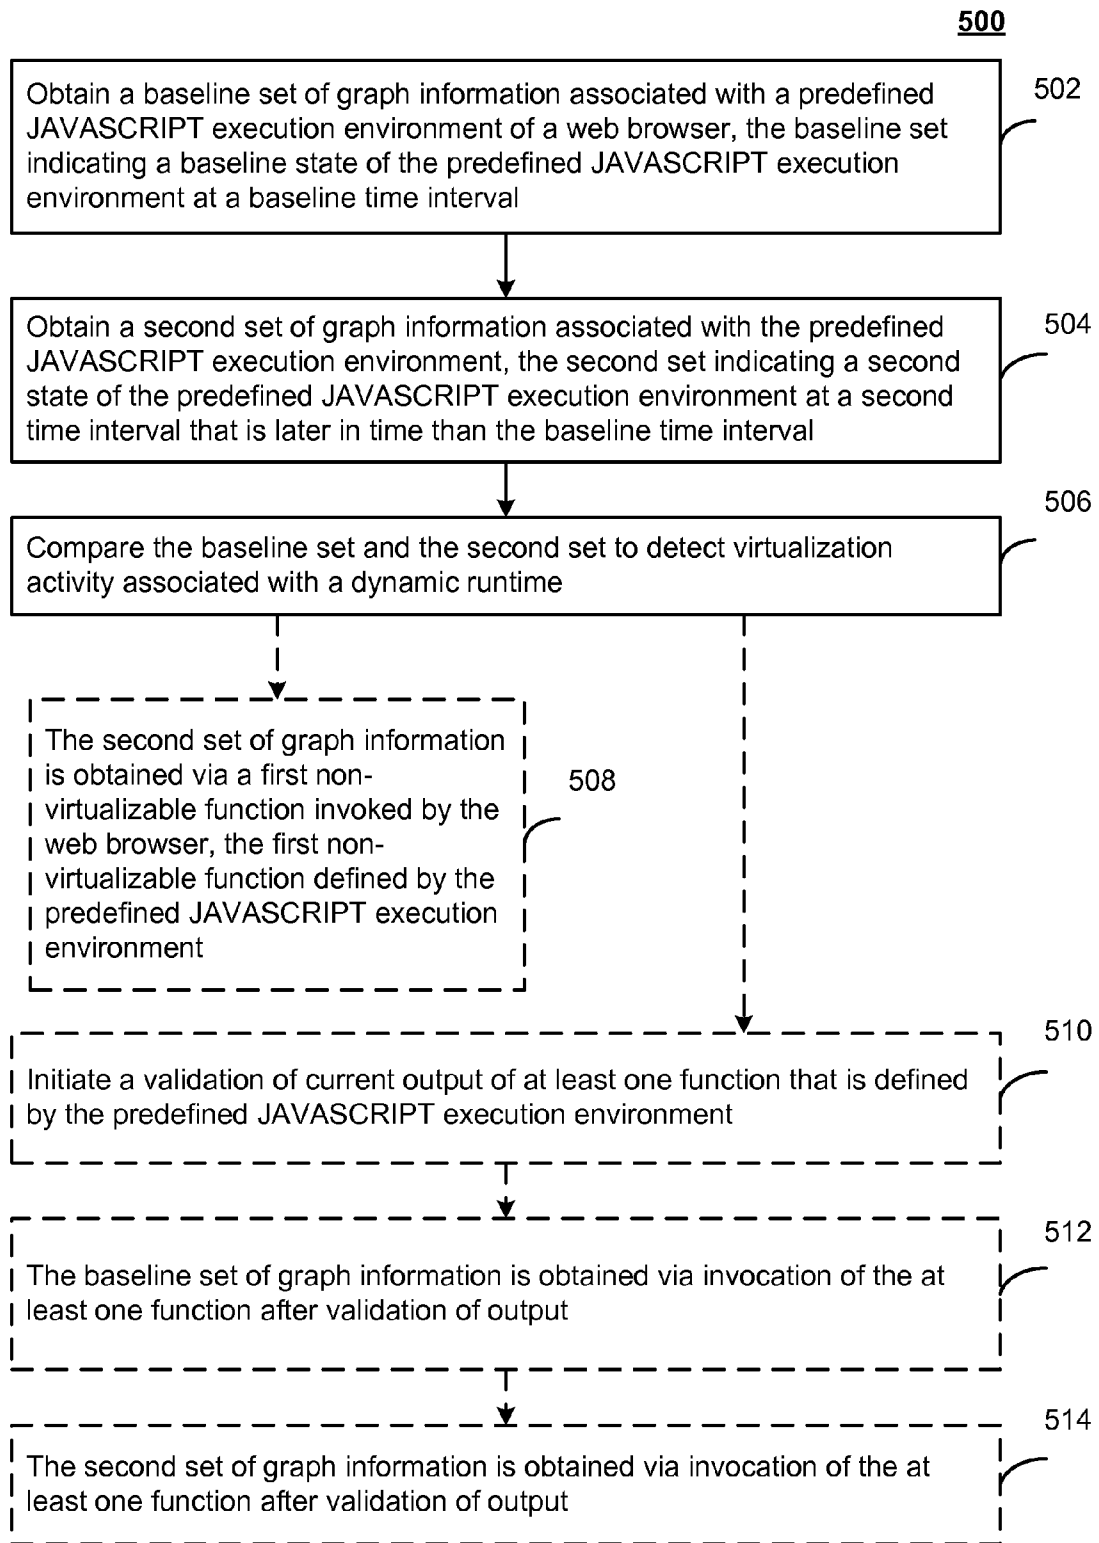 500
Obtain a baseline set of graph information associated with a predefined
JAVASCRIPT execution environment of a web browser, the baseline set
indicating a baseline state of the predefined JAVASCRIPT execution
environment at a baseline time interval
502
Obtain a second set of graph information associated with the predefined
JAVASCRIPT execution environment, the second set indicating a second
state of the predefined JAVASCRIPT execution environment at a second
time interval that is later in time than the baseline time interval
504
Compare the baseline set and the second set to detect virtualization
activity associated with a dynamic runtime
506
The second set of graph information
is obtained via a first non-
virtualizable function invoked by the
web browser, the first non-
virtualizable function defined by the
predefined JAVASCRIPT execution
environment
508
Initiate a validation of current output of at least one function that is defined
by the predefined JAVASCRIPT execution environment
510
The baseline set of graph information is obtained via invocation of the at
least one function after validation of output
512
The second set of graph information is obtained via invocation of the at
least one function after validation of output
514